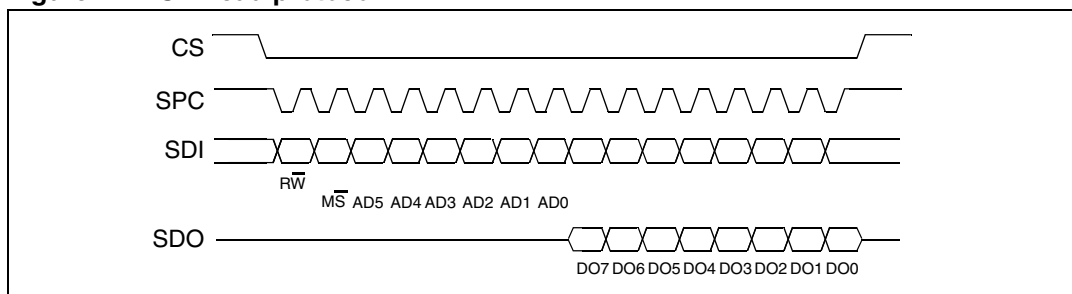 CS
SPC
SDI
RW
MS AD5 AD4 AD3 AD2 AD1 AD0
SDO
DO7 DO6 DO5 DO4 DO3 DO2 DO1 DO0